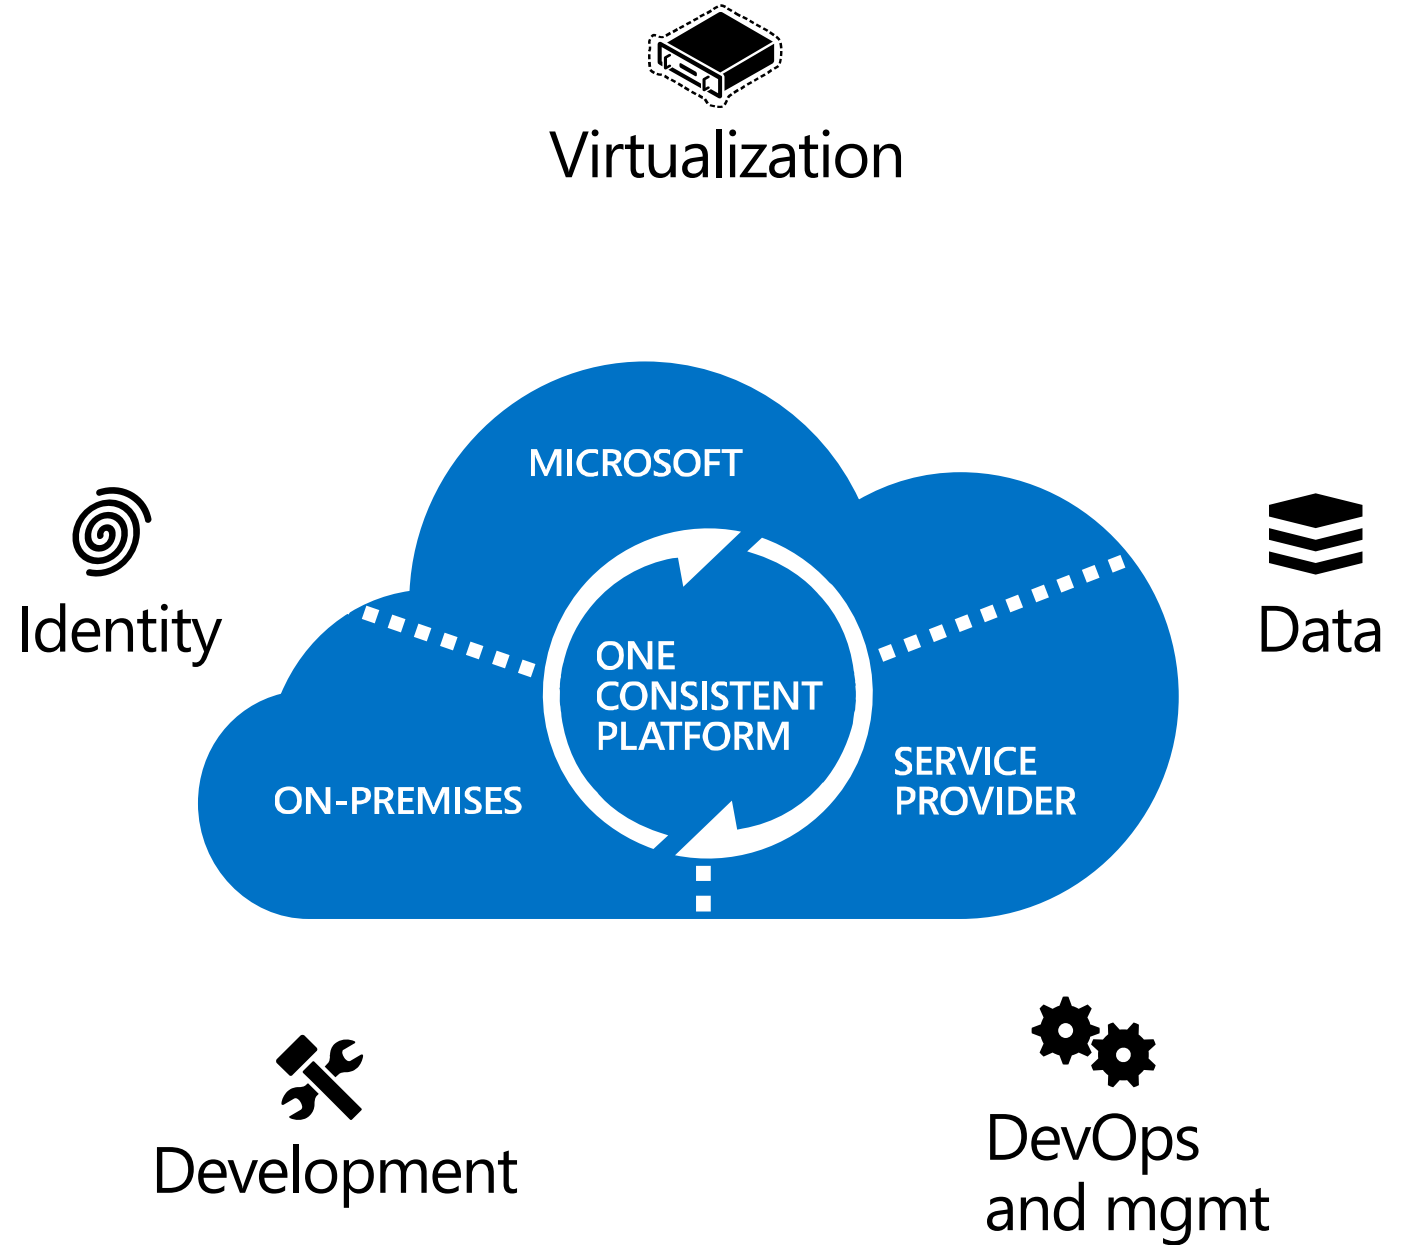 Virtualization
MICROSOFT
Identity
Data
ONE
CONSISTENT
PLATFORM
ON-PREMISES
SERVICE
PROVIDER
Development
DevOps
and mgmt